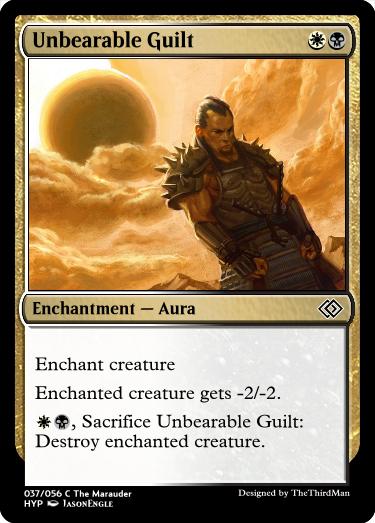 Unbearable Guilt
Enchantment — Aura
Enchant creature
Enchanted creature gets -2/-2.
, Sacrifice Unbearable Guilt:
Destroy enchanted creature.
037/056 C The Marauder
HYP JASONENGLE
Designed by TheThirdMan